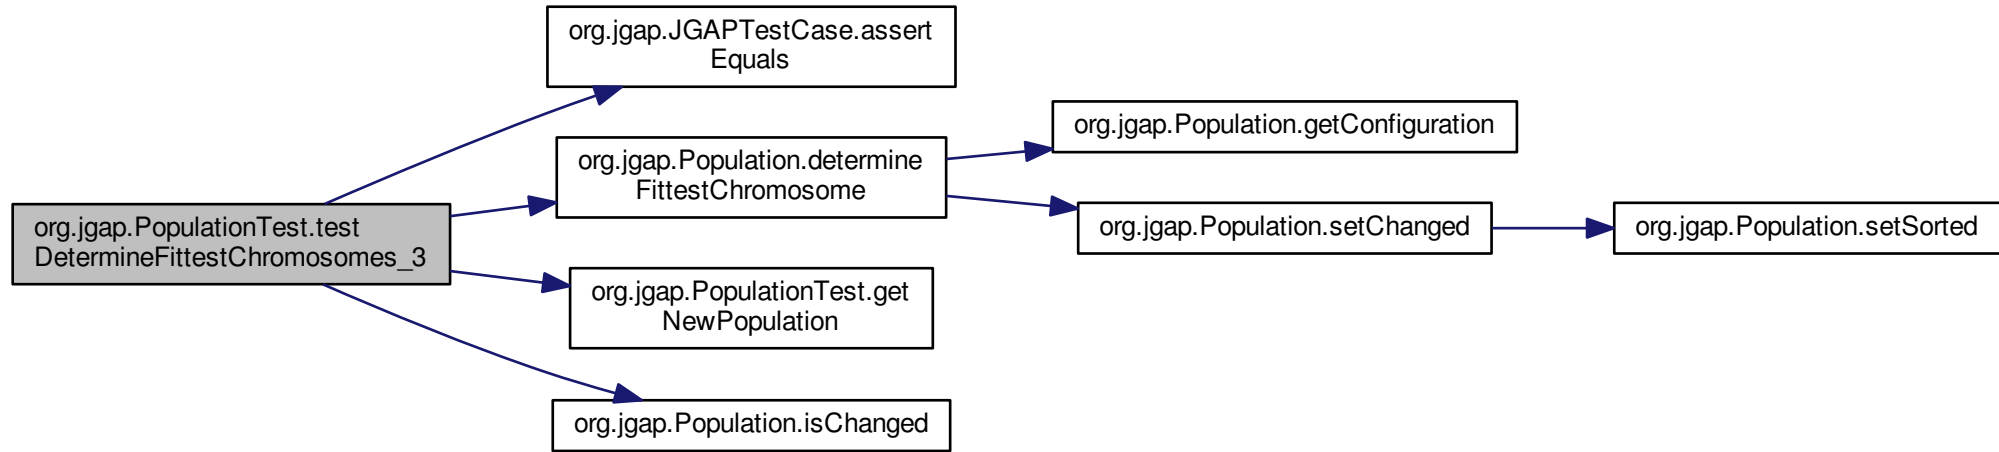 org.jgap.JGAPTestCase.assert
Equals
org.jgap.Population.getConfiguration
org.jgap.Population.determine
FittestChromosome
org.jgap.PopulationTest.test
DetermineFittestChromosomes_3
org.jgap.Population.setChanged
org.jgap.Population.setSorted
org.jgap.PopulationTest.get
NewPopulation
org.jgap.Population.isChanged